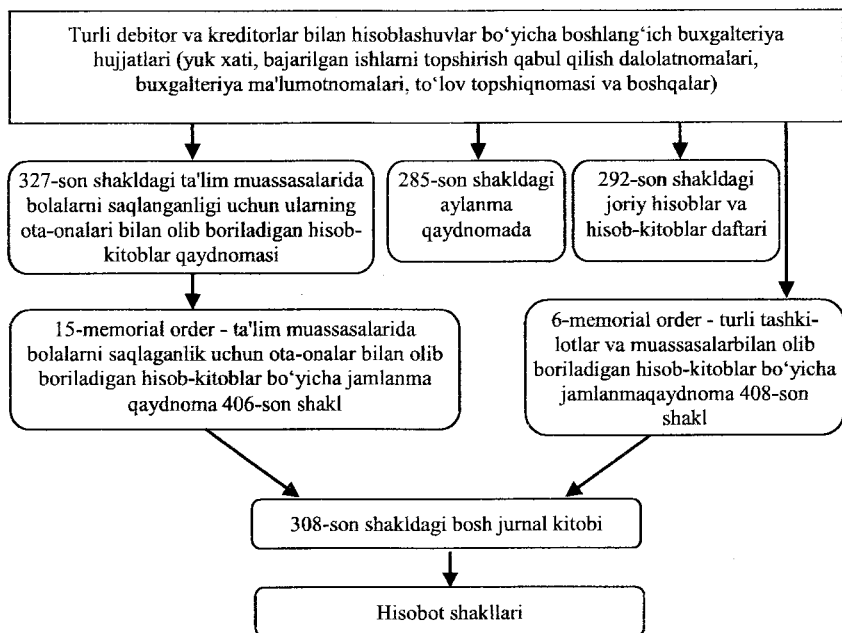 Turli debitor va kreditorlar bilan hisoblashuvlar bo‘yicha boshlang‘ich buxgalteriya
hujjatlari (yuk xati, bajarilgan ishlarni topshirish qabul qilish dalolatnomalari,
buxgalteriya ma'lumotnomalari, to‘lov topshiqnomasi va boshqalar)
327-son shakldagi ta'lim muassasalarida
bolalarni saqlanganligi uchun ularning
ota-onalari bilan olib boriladigan hisob-
kitoblar qaydnomasi
285-son shakldagi
aylanma
qaydnomada
292-son shakldagi
joriy hisoblar va
hisob-kitoblar daftari
15-memorial order - ta'lim muassasalarida
bolalarni saqlaganlik uchun ota-onalar bilan olib
boriladigan hisob-kitoblar bo‘yicha jamlanma
qaydnoma 406-son shakl
6-memorial order - turli tashki-
lotlar va muassasalarbilan olib
boriladigan hisob-kitoblar bo‘yicha
jamlanmaqaydnoma 408-son
shakl
308-son shakldagi bosh jurnal kitobi
Hisobot shakllari